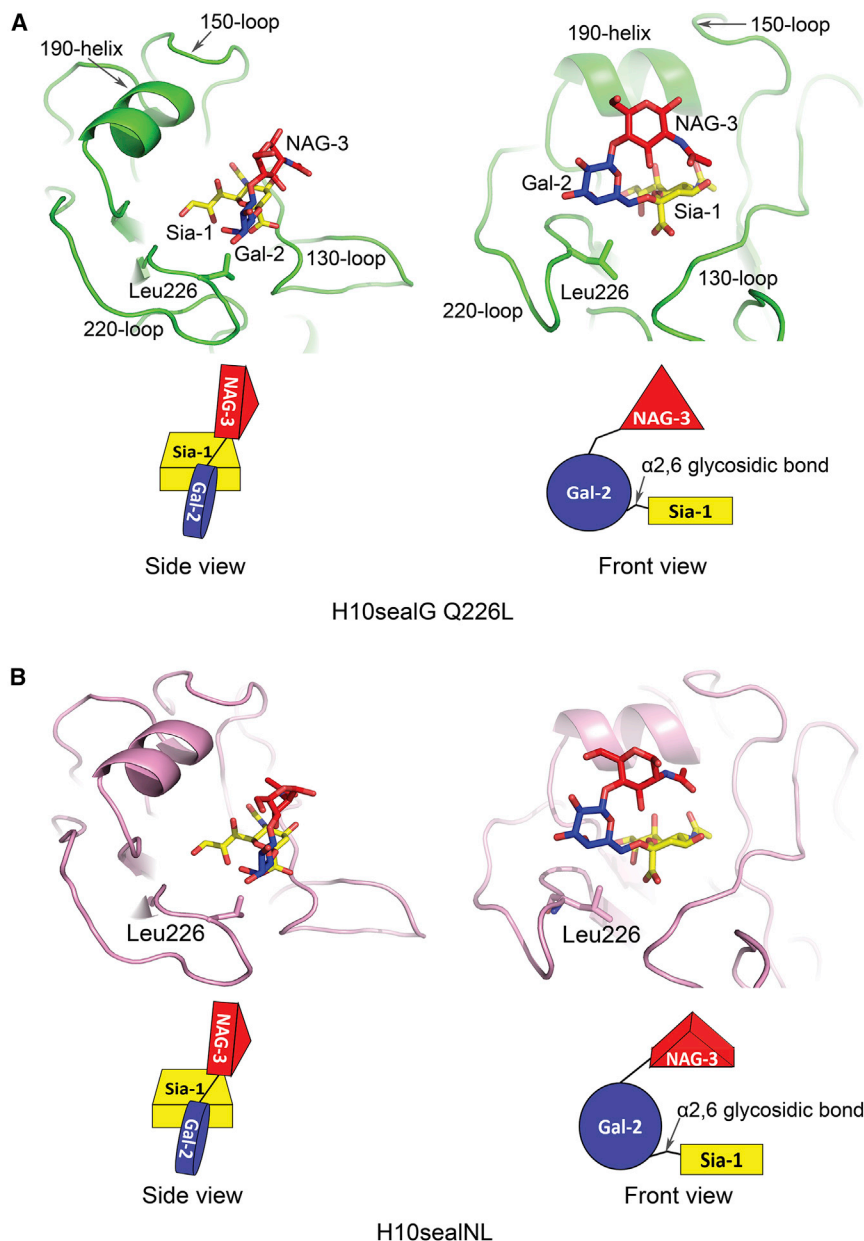 A
190-helix
150-loop
NAG-3
Sia-1
Gal-2
130-loop
Leu226
220-loop
190-helix
150-loop
NAG-3
Gal-2
Sia-1
Leu226
130-loop
220-loop
NAG-3
Sia-1
Gal-2
Side view
NAG-3
α2,6 glycosidic bond
Gal-2
Sia-1
Front view
H10sealG Q226L
B
Leu226
Leu226
NAG-3
Sia-1
Gal-2
Side view
NAG-3
α2,6 glycosidic bond
Gal-2
Sia-1
Front view
H10sealNL